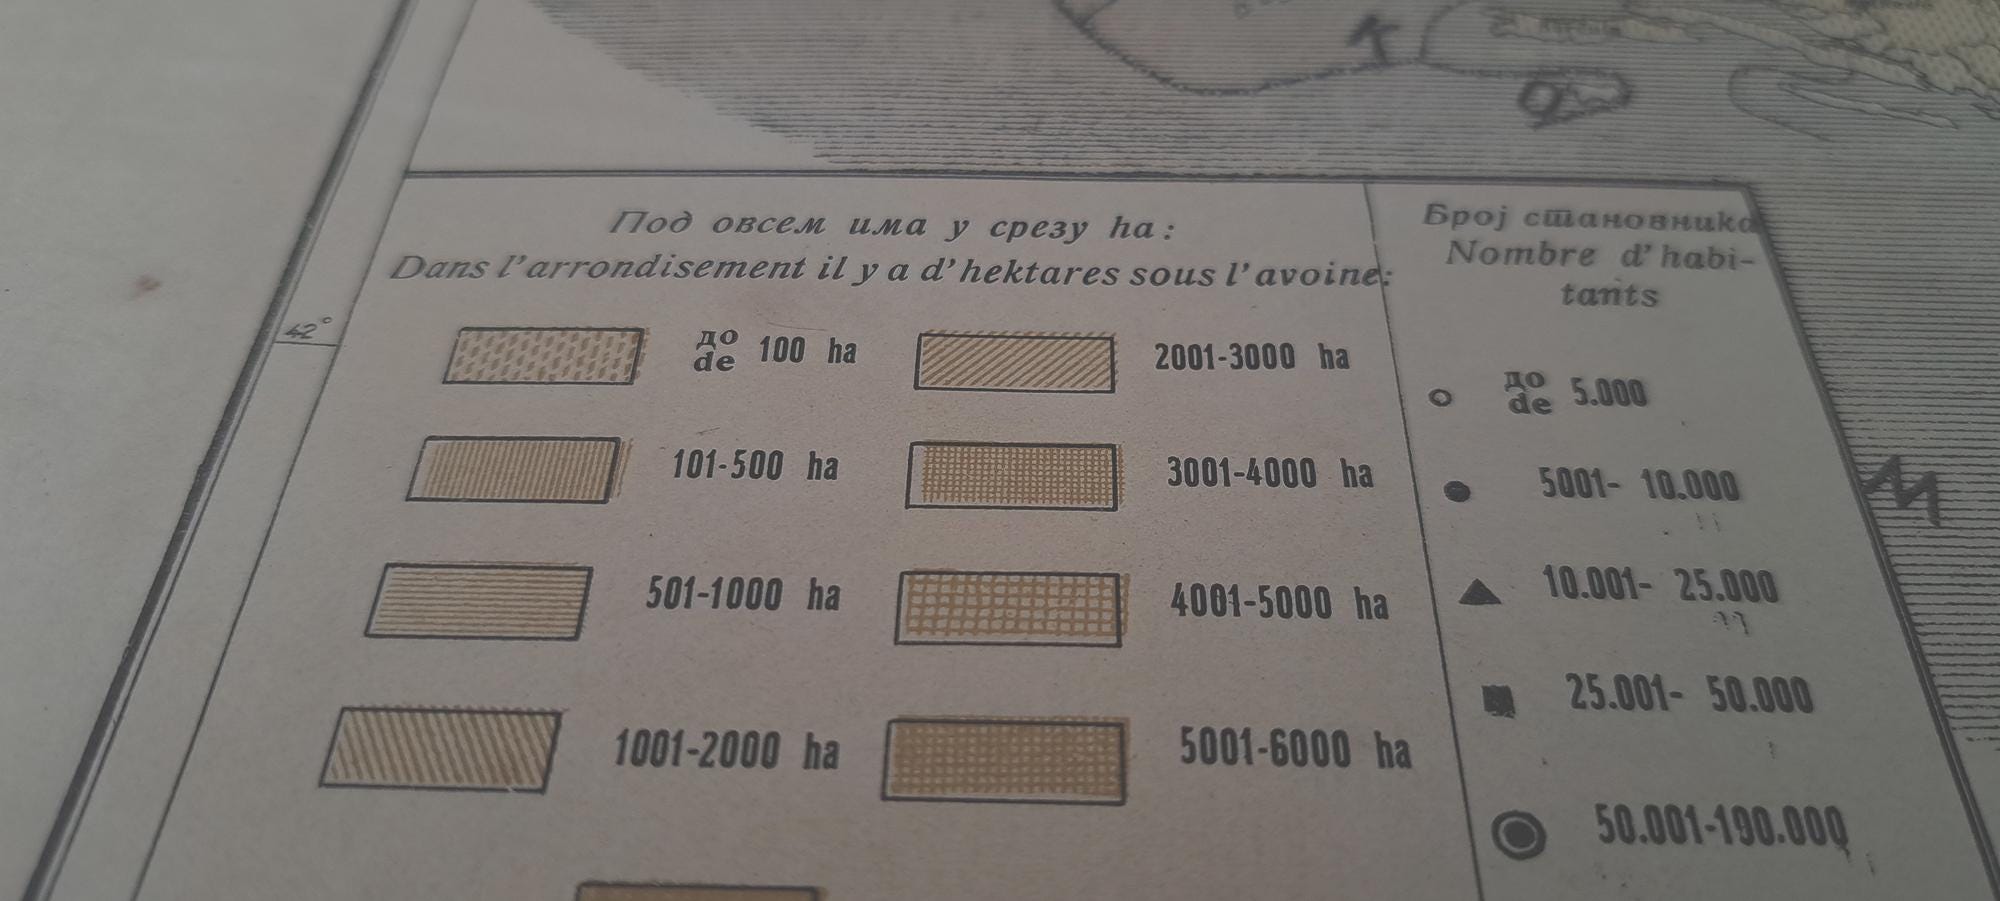 Под овсем има у срезу ha:
Dans l'arrondisement il y a d'hektares sous l'avoine:
до
de 100 ha
101-500 ha
501-1000 ha
1001-2000 ha
2001-3000 ha
3001-4000 ha
4001-5000 ha
5001-6000 ha
Број становника
Nombre d'habi-
tants
до
de 5.000
5001- 10.000
10.001- 25.000
25.001- 50.000
50.001-190.000
42°
K
O
M